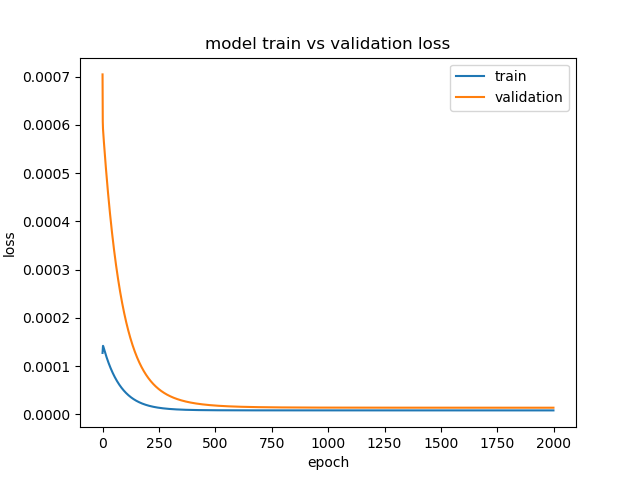 model train vs validation loss
train
validation
0.0007
0.0006
0.0005
0.0004
0.0003
0.0002
0.0001
0.0000
loss
0 250 500 750 1000 1250 1500 1750 2000
epoch